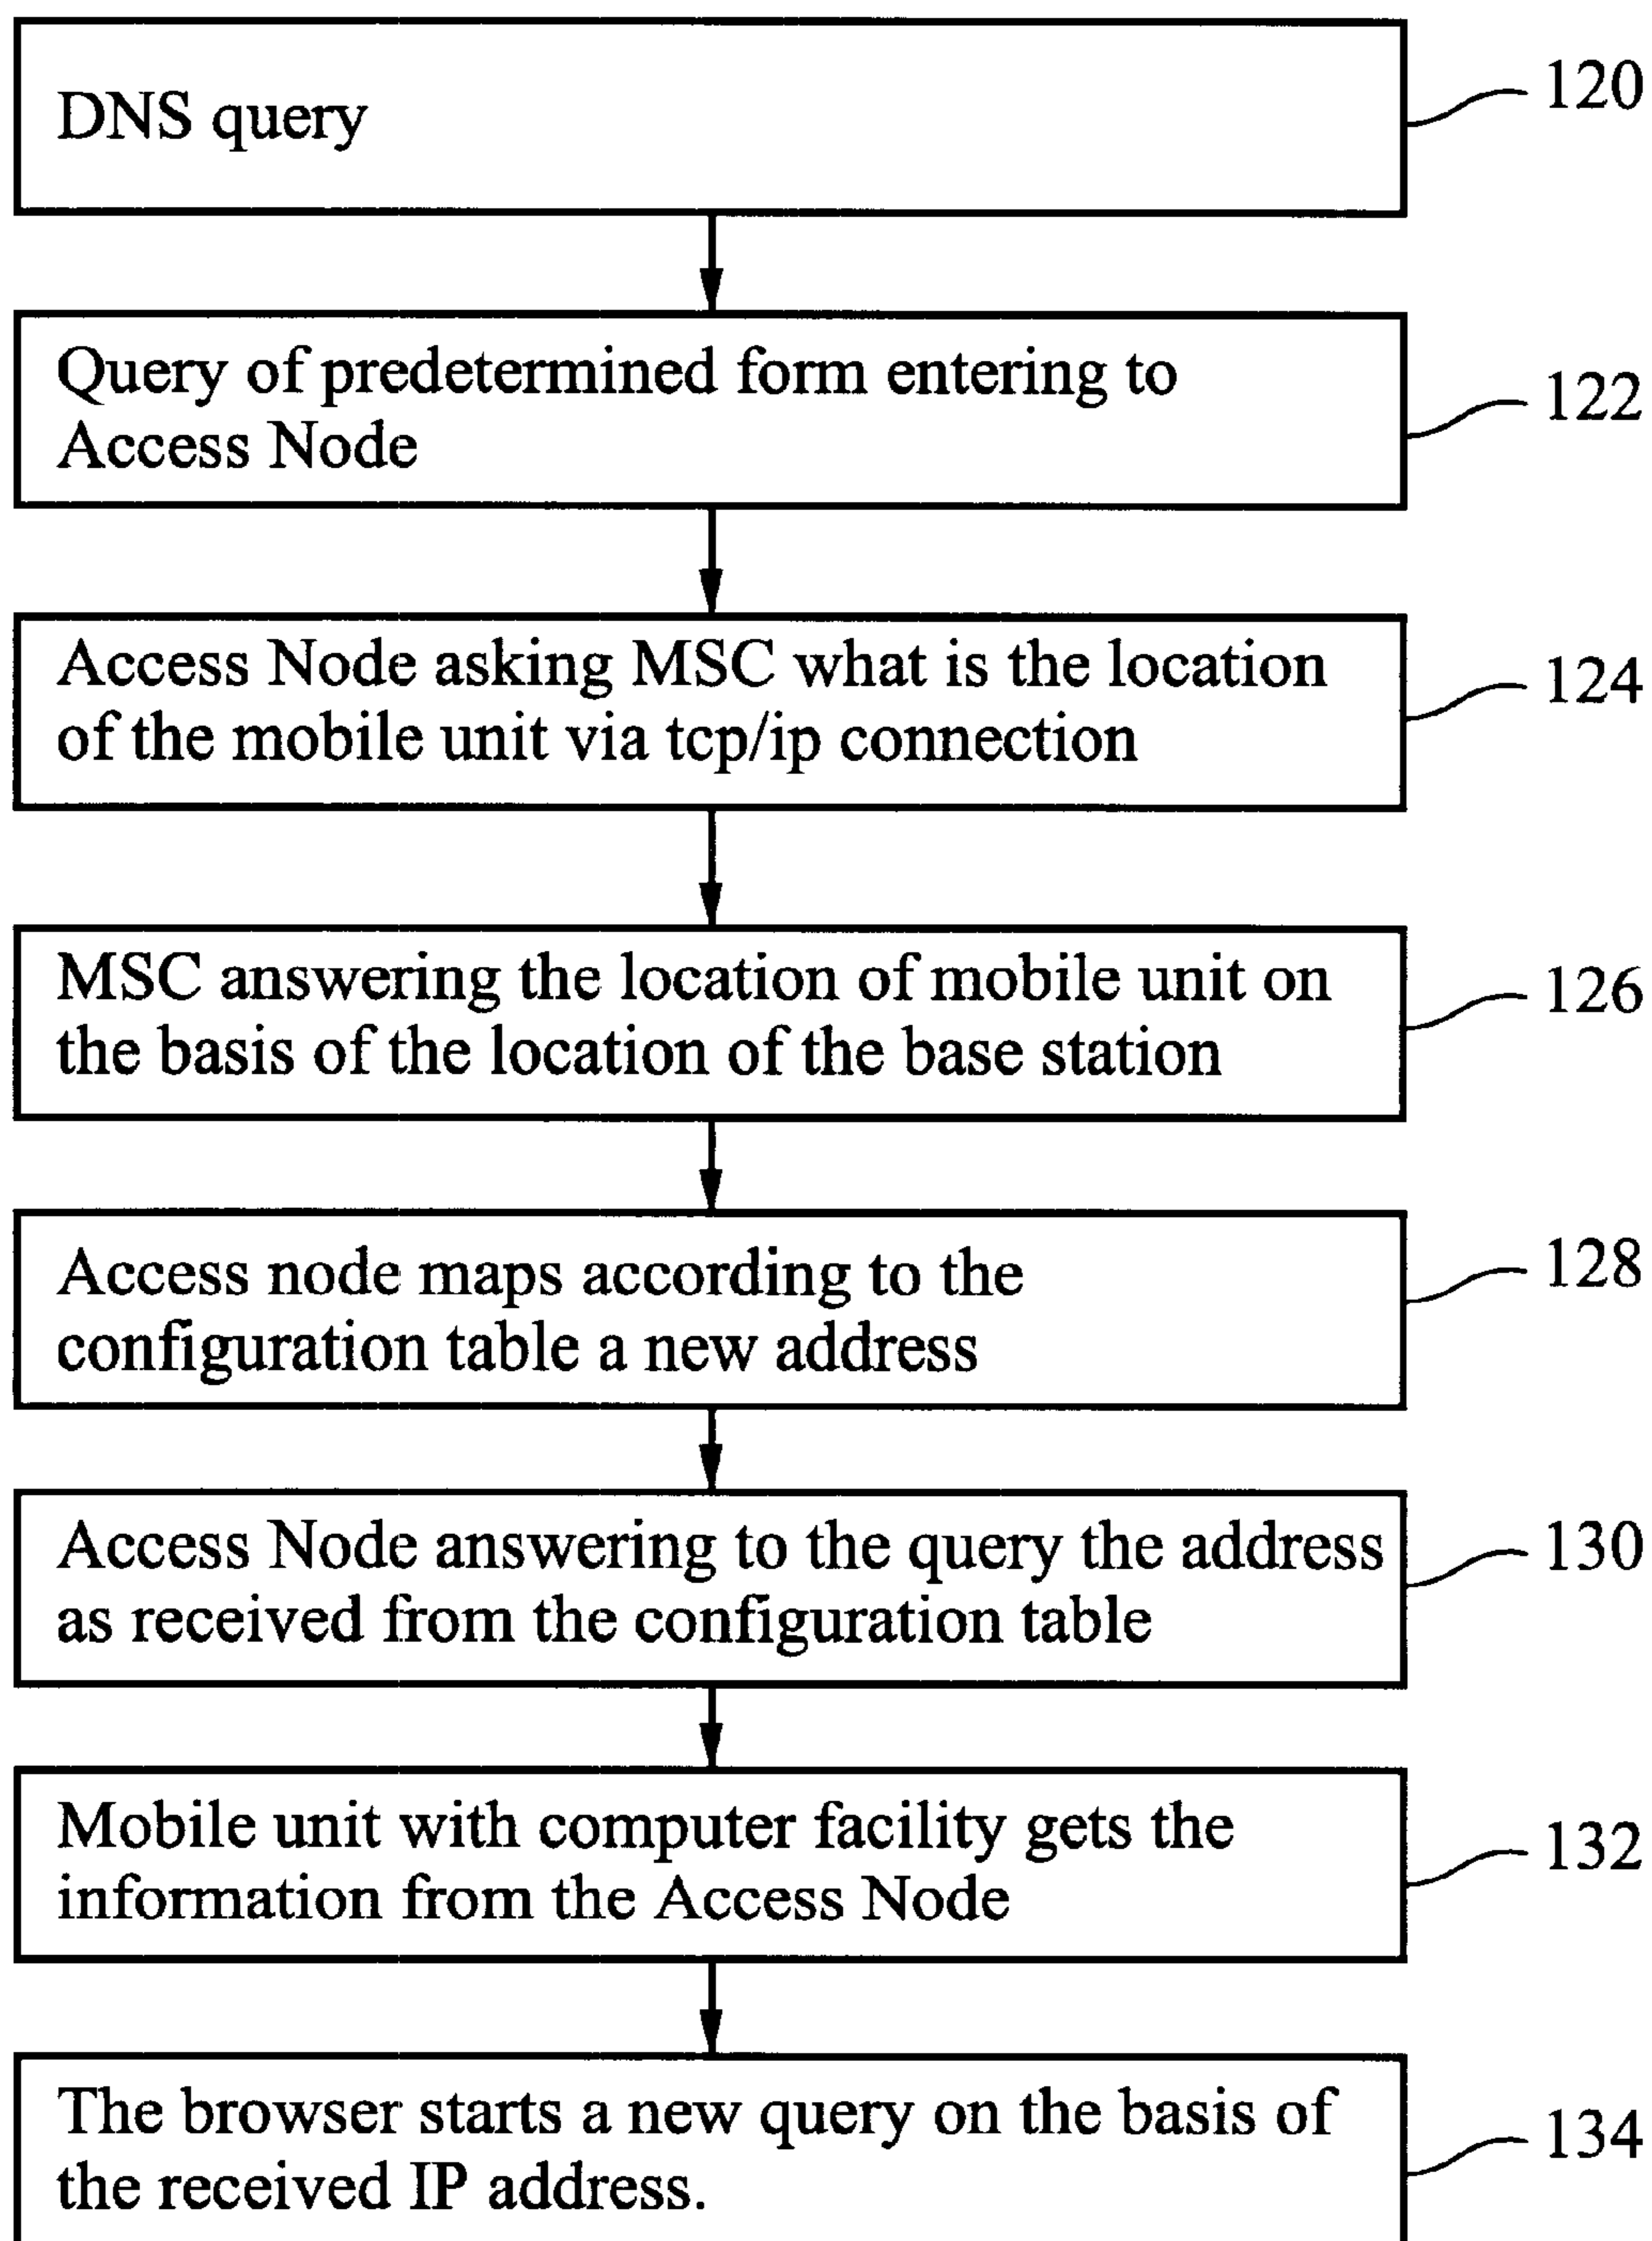 DNS query
120
Query of predetermined form entering to
Access Node
122
Access Node asking MSC what is the location
of the mobile unit via tcp/ip connection
124
MSC answering the location of mobile unit on
the basis of the location of the base station
126
Access node maps according to the
configuration table a new address
128
Access Node answering to the query the address
as received from the configuration table
130
Mobile unit with computer facility gets the
information from the Access Node
132
The browser starts a new query on the basis of
the received IP address.
134